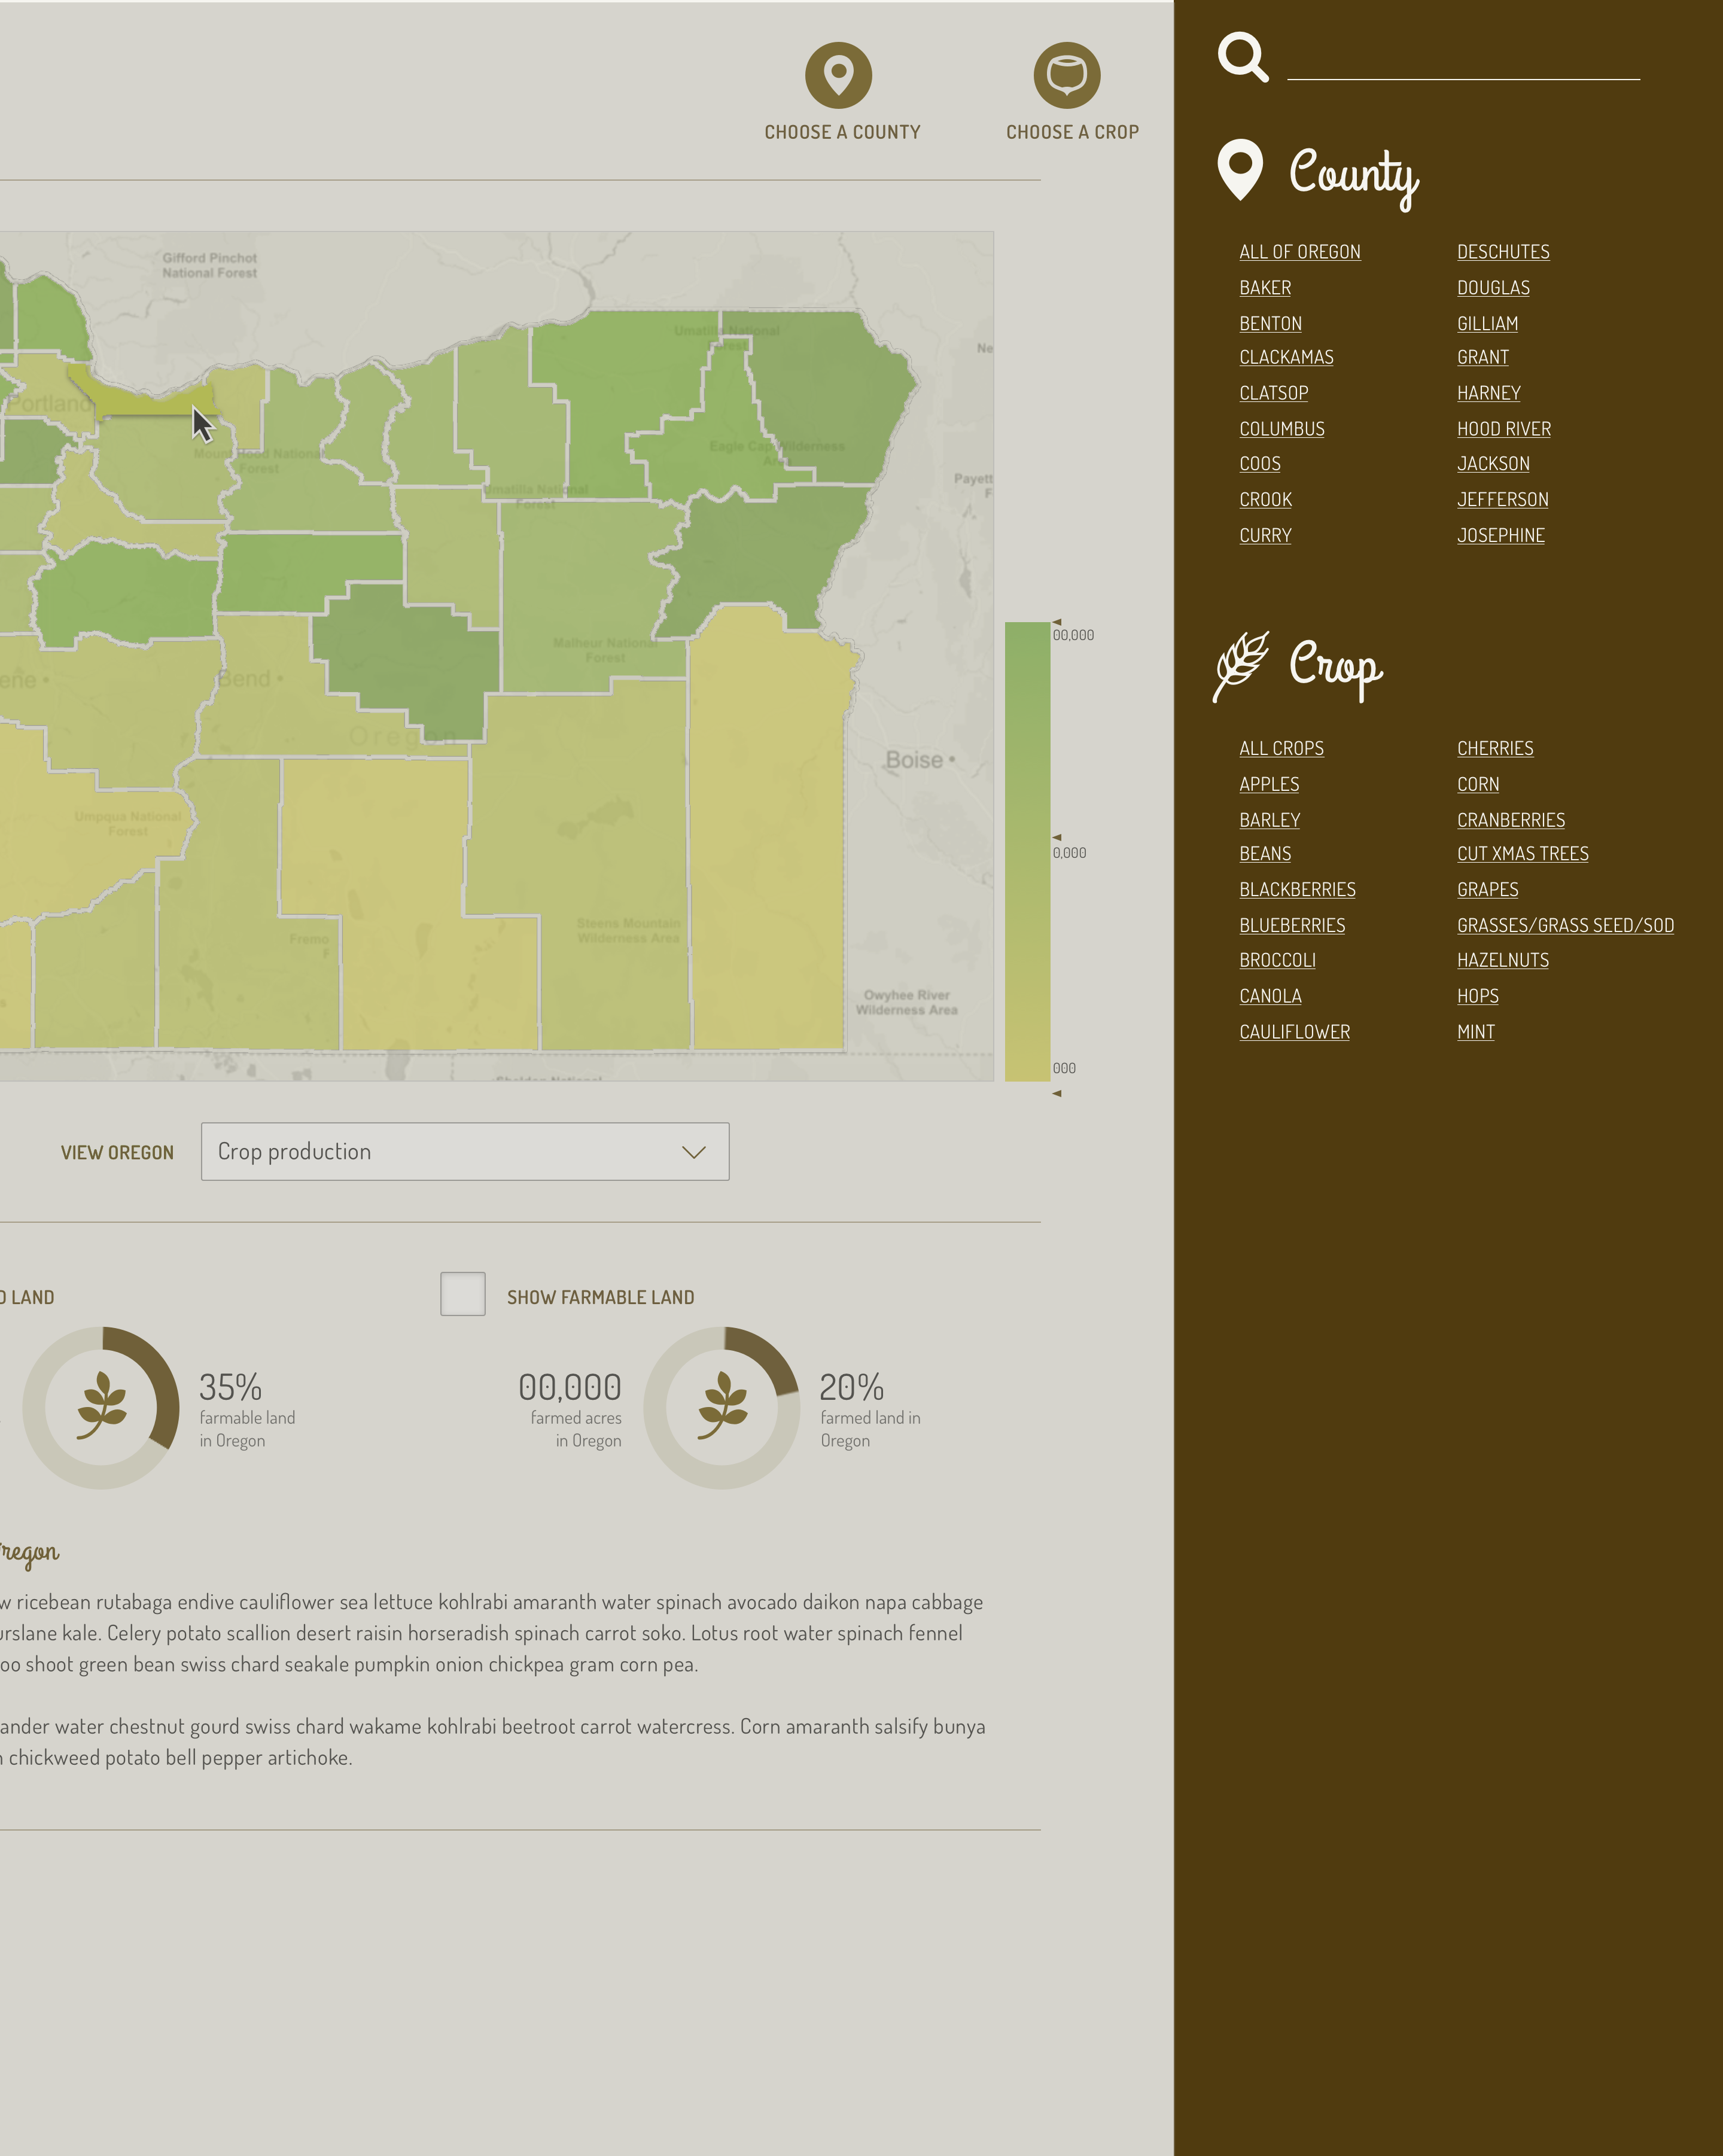 CHOOSE A COUNTY
CHOOSE A CROP
Gifford Pinchot
National Forest
Umatilla National
Forest
Ne
Portland
Mount Hood National
Forest
Eagle Cap Wilderness
Area
Umatilla National
Forest
Payett
F
Malheur National
Forest
ene
Bend
Oregon
Boise
Umpqua National
Forest
Fremo
F
Steens Mountain
Wilderness Area
Owyhee River
Wilderness Area
00,000
0,000
000
VIEW OREGON
Crop production
D LAND
SHOW FARMABLE LAND
35%
farmable land
in Oregon
00,000
farmed acres
in Oregon
20%
farmed land in
Oregon
regon
w ricebean rutabaga endive cauliflower sea lettuce kohlrabi amaranth water spinach avocado daikon napa cabbage
urslane kale. Celery potato scallion desert raisin horseradish spinach carrot soko. Lotus root water spinach fennel
oo shoot green bean swiss chard seakale pumpkin onion chickpea gram corn pea.
ander water chestnut gourd swiss chard wakame kohlrabi beetroot carrot watercress. Corn amaranth salsify bunya
n chickweed potato bell pepper artichoke.
County
ALL OF OREGON
BAKER
BENTON
CLACKAMAS
CLATSOP
COLUMBUS
COOS
CROOK
CURRY
DESCHUTES
DOUGLAS
GILLIAM
GRANT
HARNEY
HOOD RIVER
JACKSON
JEFFERSON
JOSEPHINE
Crop
ALL CROPS
APPLES
BARLEY
BEANS
BLACKBERRIES
BLUEBERRIES
BROCCOLI
CANOLA
CAULIFLOWER
CHERRIES
CORN
CRANBERRIES
CUT XMAS TREES
GRAPES
GRASSES/GRASS SEED/SOD
HAZELNUTS
HOPS
MINT